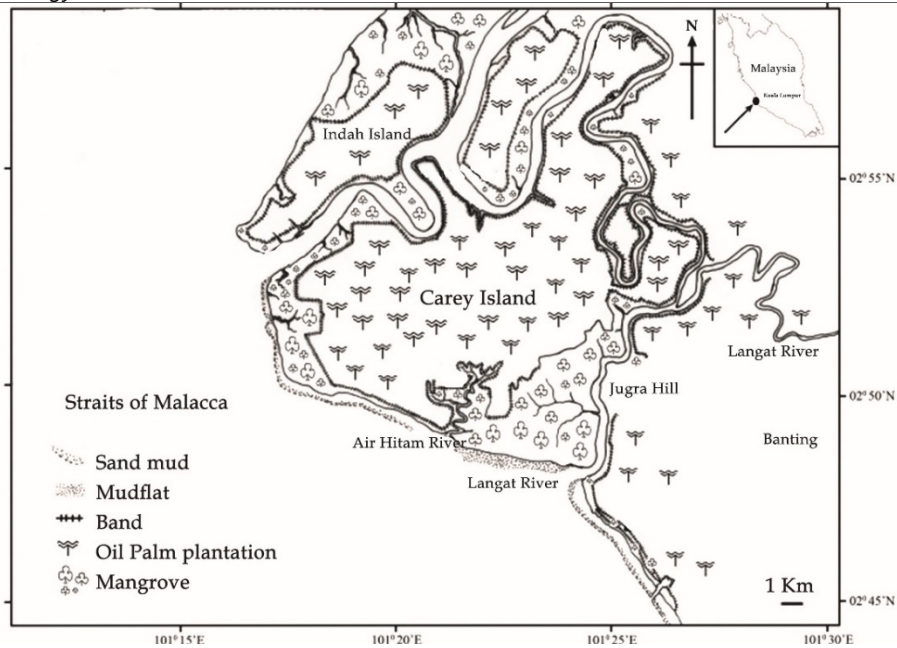 N
Malaysia
Kuala Lumpur
Indah Island
02°55'N
Carey Island
Langat River
Straits of Malacca
Jugra Hill
02°50'N
Air Hitam River
Banting
Langat River
Sand mud
Mudflat
Band
Oil Palm plantation
Mangrove
1 Km
02°45'N
101°15'E
101°20'E
101°25'E
101°30'E